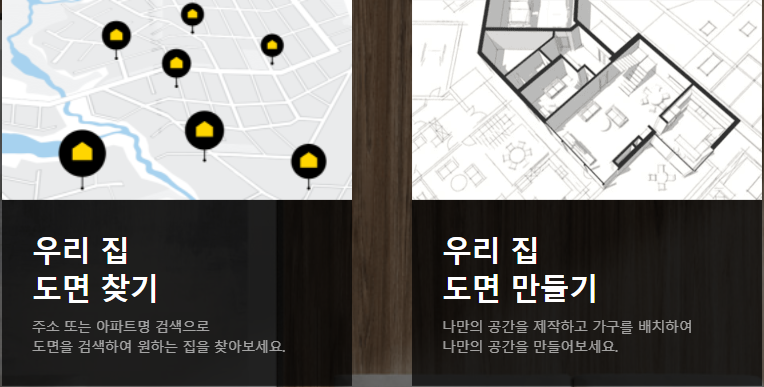 우리 집
도면 찾기
주소 또는 아파트명 검색으로
도면을 검색하여 원하는 집을 찾아보세요.
우리 집
도면 만들기
나만의 공간을 제작하고 가구를 배치하여
나만의 공간을 만들어보세요.